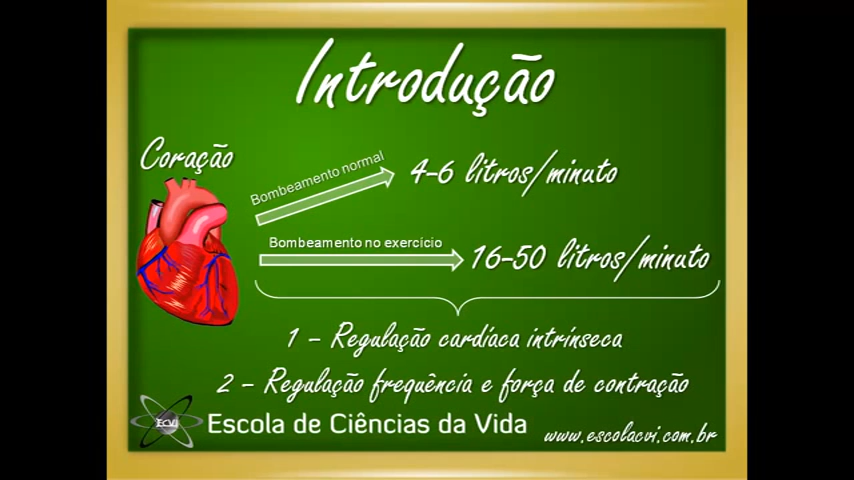 Introdução
Coração
Bombeamento normal
4-6 litros/minuto
Bombeamento no exercício
16-50 litros/minuto
1 – Regulação cardíaca intrínseca
2 – Regulação frequência e força de contração
ECVI
Escola de Ciências da Vida
www.escolacvi.com.br